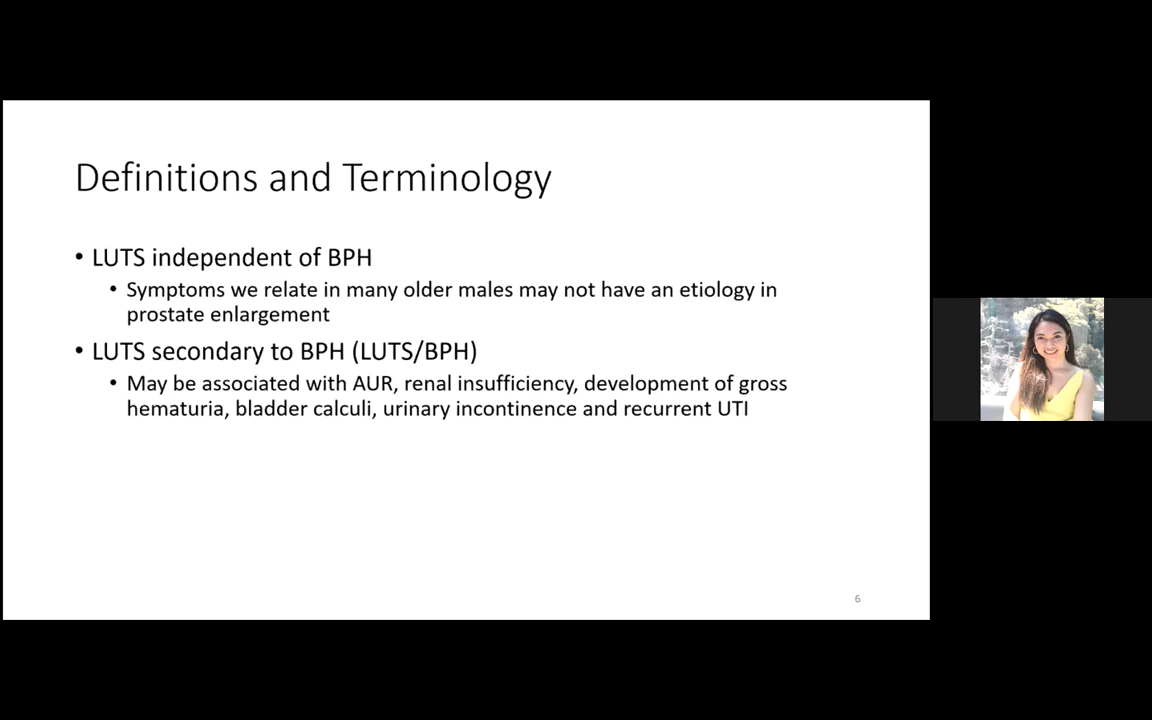 Definitions and Terminology
• LUTS independent of BPH
• Symptoms we relate in many older males may not have an etiology in
prostate enlargement
• LUTS secondary to BPH (LUTS/BPH)
• May be associated with AUR, renal insufficiency, development of gross
hematuria, bladder calculi, urinary incontinence and recurrent UTI
6